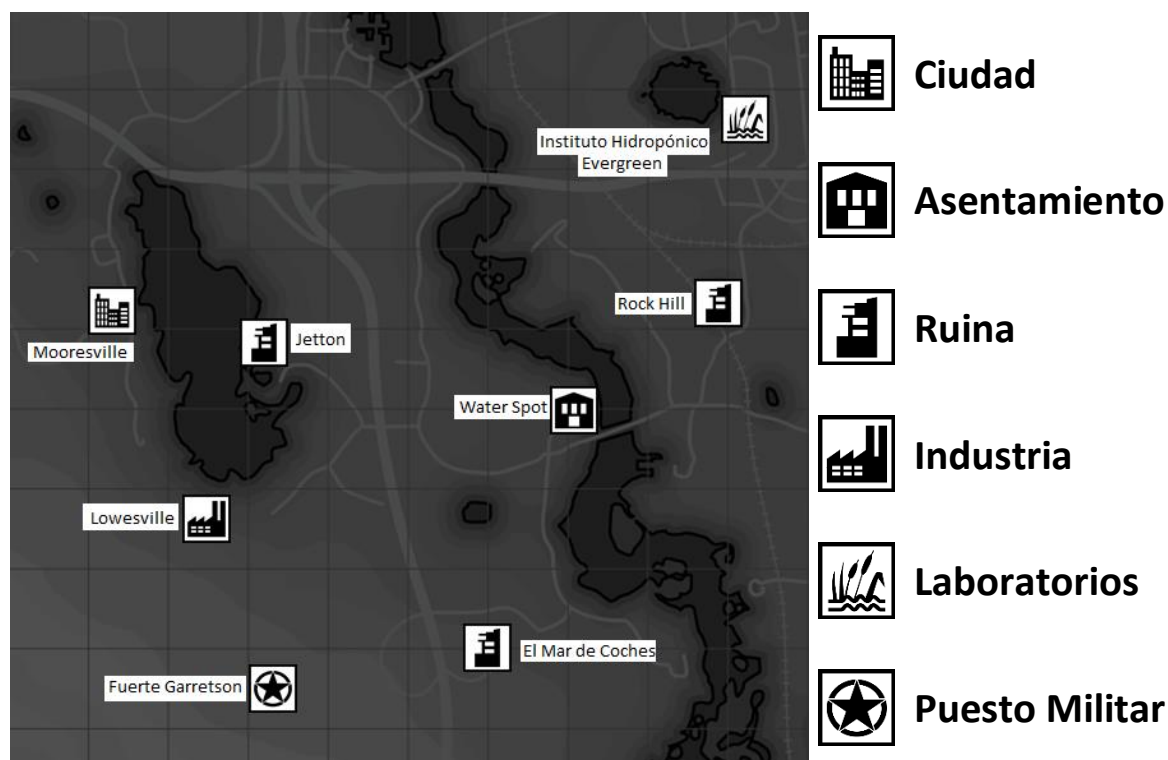 Instituto Hidropónico
Evergreen
Rock Hill
Mooresville
Jetton
Water Spot
Lowesville
El Mar de Coches
Fuerte Garretson
Ciudad
Asentamiento
Ruina
Industria
Laboratorios
Puesto Militar